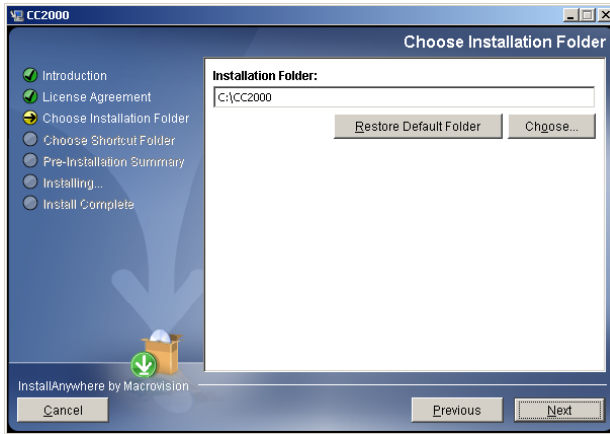 CC2000
Choose Installation Folder
Introduction
License Agreement
Choose Installation Folder
Choose Shortcut Folder
Pre-Installation Summary
Installing...
Install Complete
Installation Folder:
C:\CC2000
Restore Default Folder
Choose...
InstallAnywhere by Macrovision
Cancel
Previous
Next